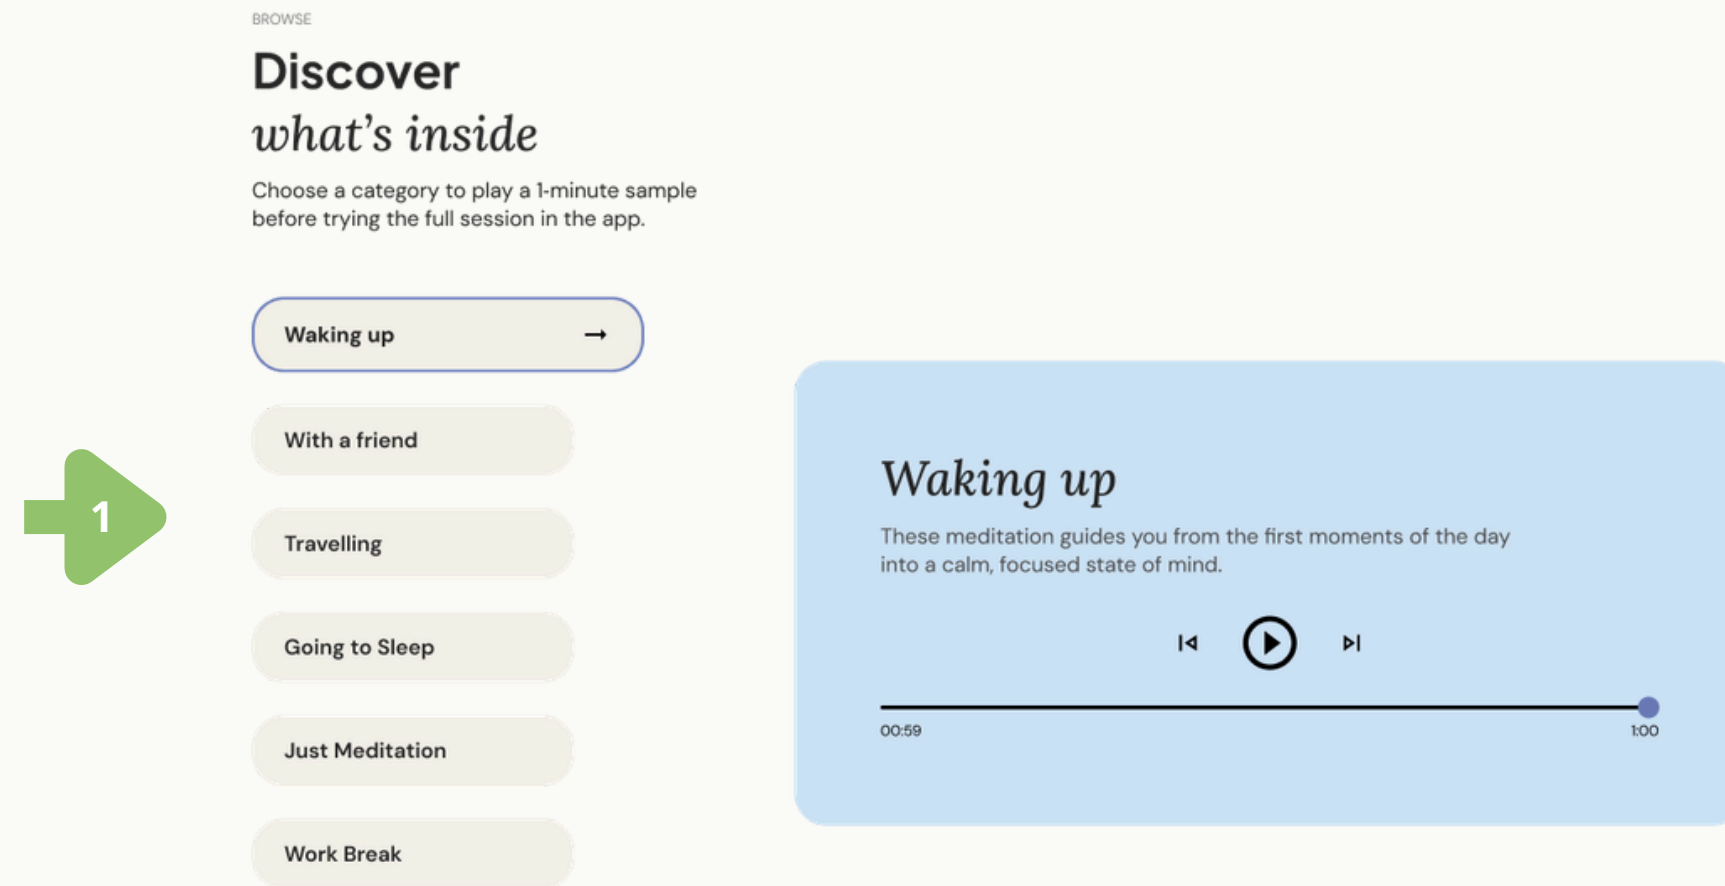 BROWSE
Discover
what's inside
Choose a category to play a 1-minute sample
before trying the full session in the app.
Waking up
With a friend
1
Travelling
Going to Sleep
Just Meditation
Work Break
Waking up
These meditation guides you from the first moments of the day
into a calm, focused state of mind.
00:59
1:00